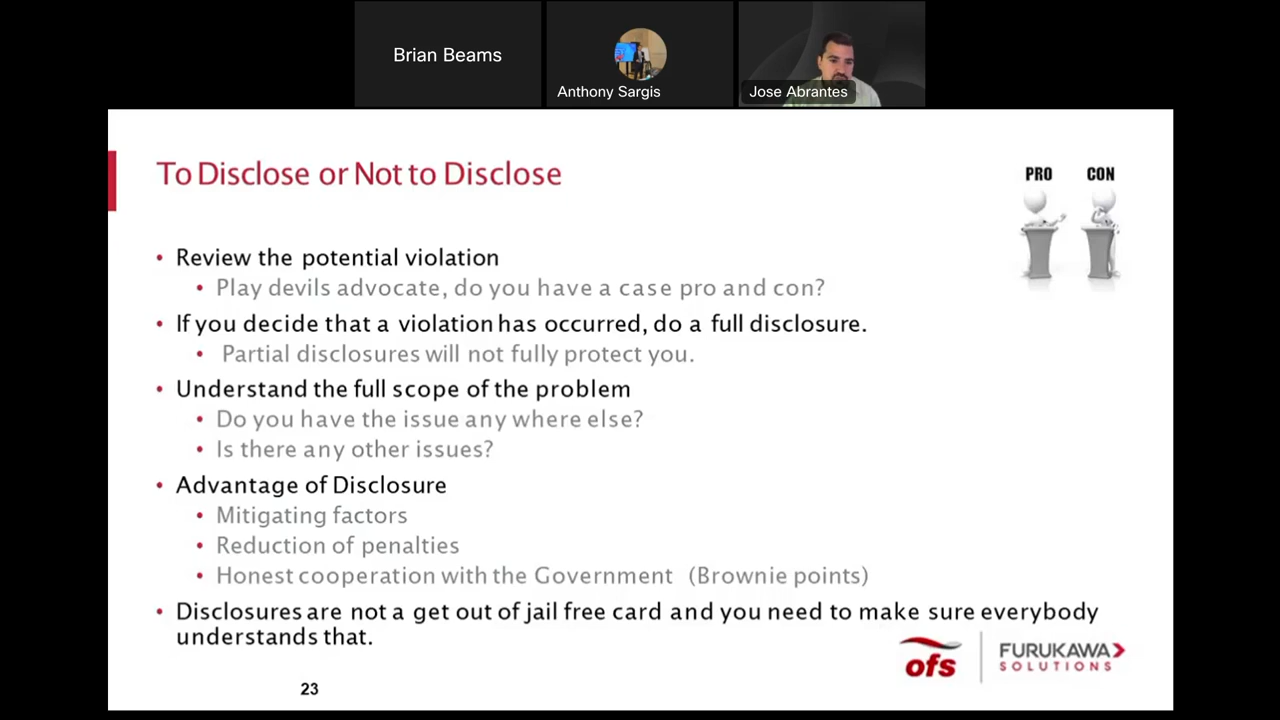 Brian Beams
Anthony Sargis
Jose Abrantes
To Disclose or Not to Disclose
PRO CON
• Review the potential violation
• Play devils advocate, do you have a case pro and con?
• If you decide that a violation has occurred, do a full disclosure.
• Partial disclosures will not fully protect you.
• Understand the full scope of the problem
• Do you have the issue any where else?
• Is there any other issues?
• Advantage of Disclosure
• Mitigating factors
• Reduction of penalties
• Honest cooperation with the Government (Brownie points)
• Disclosures are not a get out of jail free card and you need to make sure everybody
understands that.
ofs
FURUKAWA
SOLUTIONS
23